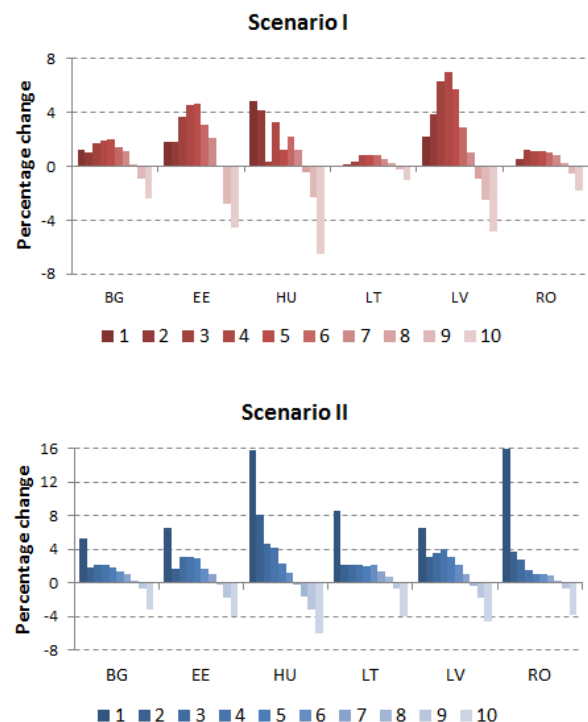 Scenario I
Percentage change
8
4
0
-4
-8
BG EE HU LT LV RO
1 2 3 4 5 6 7 8 9 10
Scenario II
Percentage change
16
12
8
4
0
-4
-8
BG EE HU LT LV RO
1 2 3 4 5 6 7 8 9 10